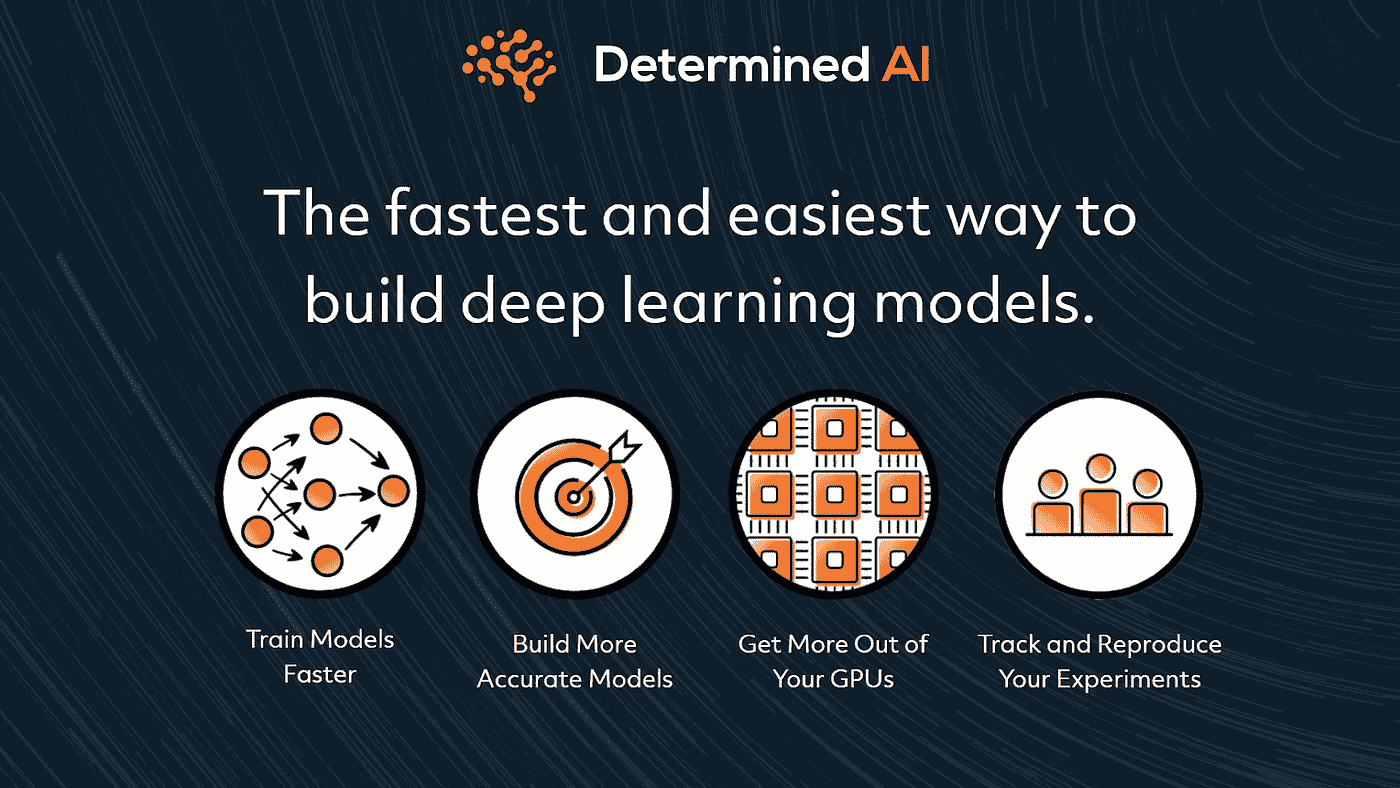 Determined AI
The fastest and easiest way to
build deep learning models.
Train Models
Faster
Build More
Accurate Models
Get More Out of
Your GPUs
Track and Reproduce
Your Experiments